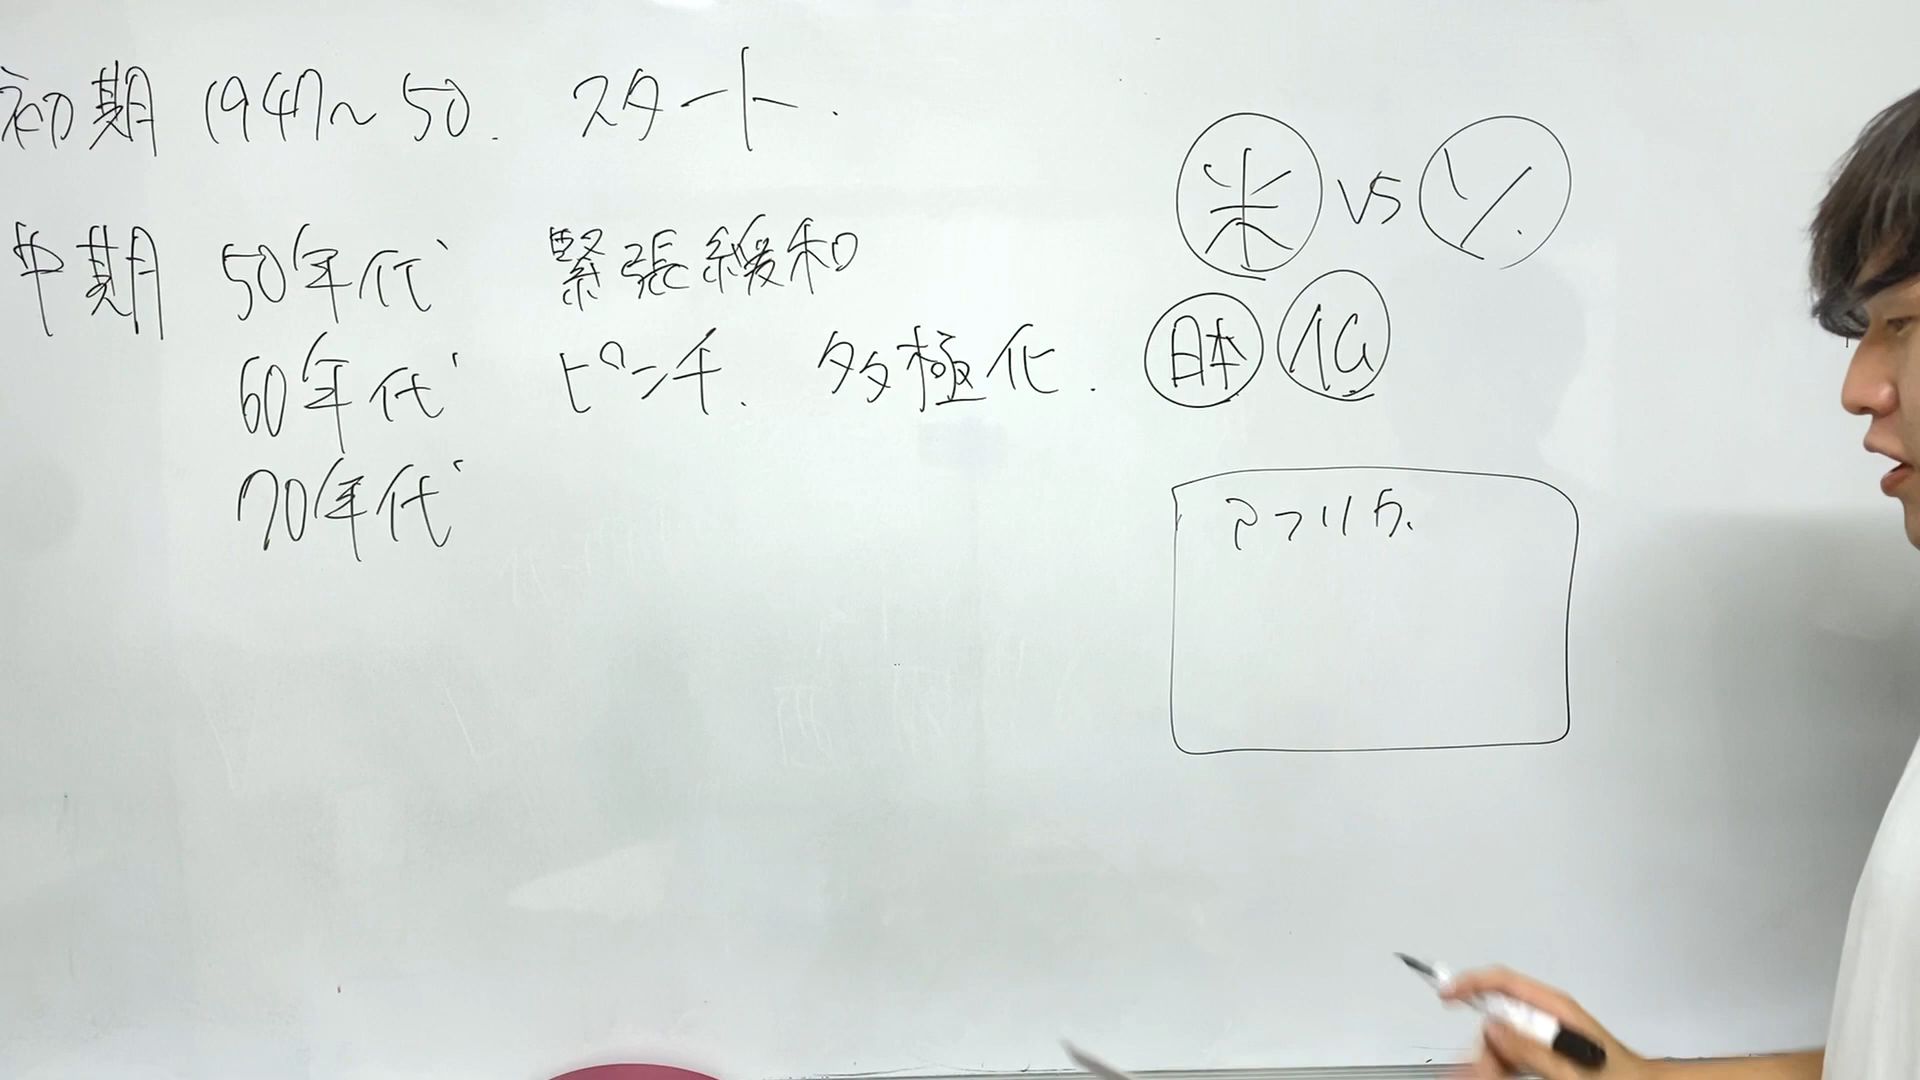 初期 1947〜50. スタート.
中期 50年代 緊張緩和
60年代 ピンチ. 多極化.
70年代
米 vs ソ.
日本 仏
アフリカ.